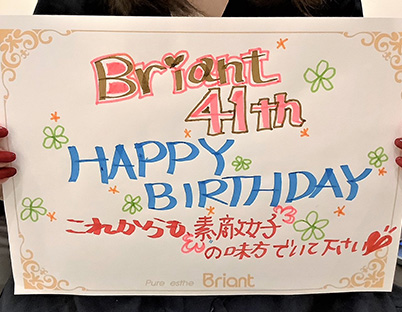 Briant
41th
HAPPY
BIRTHDAY
これからも素敵女子
の味方でいて下さい
Pure esthe Briant